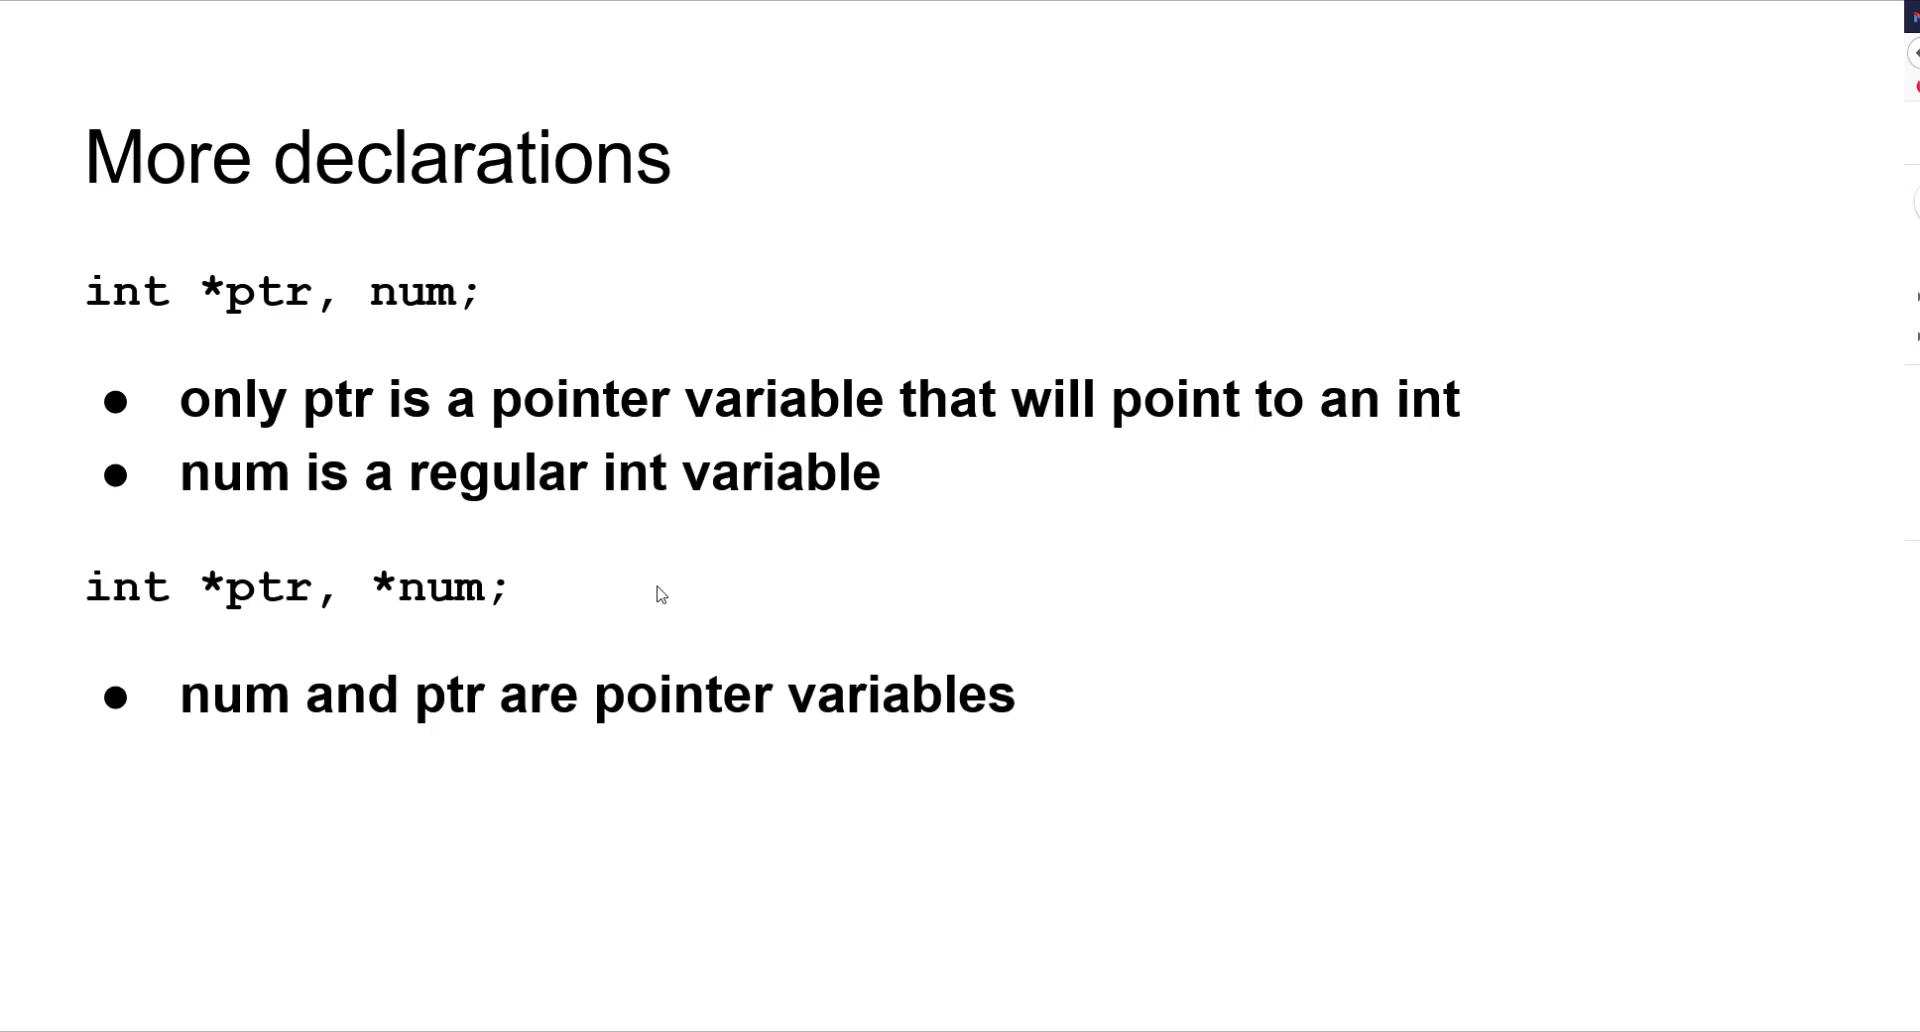 More declarations
int *ptr, num;
● only ptr is a pointer variable that will point to an int
● num is a regular int variable
int *ptr, *num;
● num and ptr are pointer variables